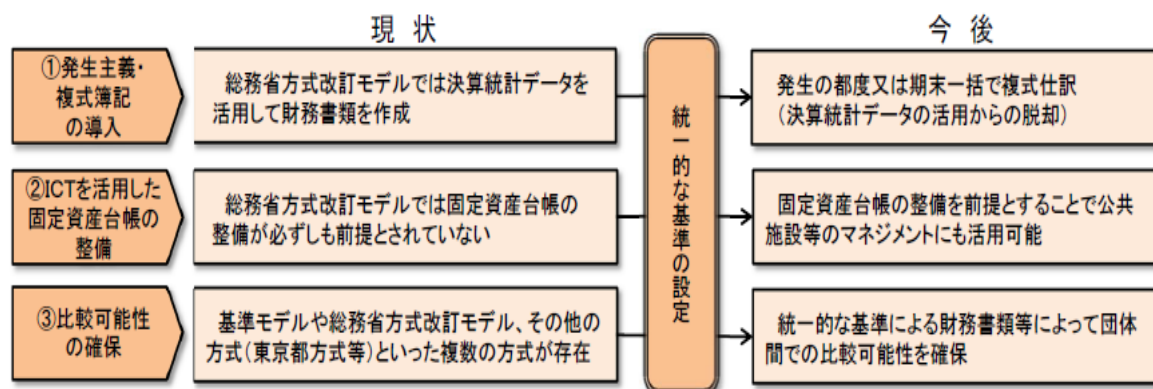 現 状
今 後
①発生主義・
複式簿記
の導入
総務省方式改訂モデルでは決算統計データを
活用して財務書類を作成
発生の都度又は期末一括で複式仕訳
（決算統計データの活用からの脱却）
②ICTを活用した
固定資産台帳の
整備
総務省方式改訂モデルでは固定資産台帳の
整備が必ずしも前提とされていない
固定資産台帳の整備を前提とすることで公共
施設等のマネジメントにも活用可能
③比較可能性
の確保
基準モデルや総務省方式改訂モデル、その他の
方式（東京都方式等）といった複数の方式が存在
統一的な基準による財務書類等によって団体
間での比較可能性を確保
統一的な基準の設定